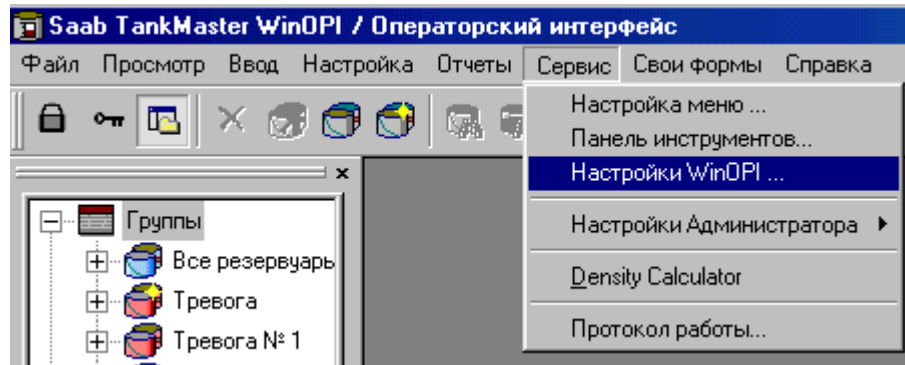 Saab TankMaster WinOPI / Операторский интерфейс
Файл Просмотр Ввод Настройка Отчеты Сервис Свои формы Справка
Настройка меню ...
Панель инструментов...
Настройки WinOPI ...
Настройки Администратора
Density Calculator
Протокол работы...
Группы
Все резервуарь
Тревога
Тревога № 1